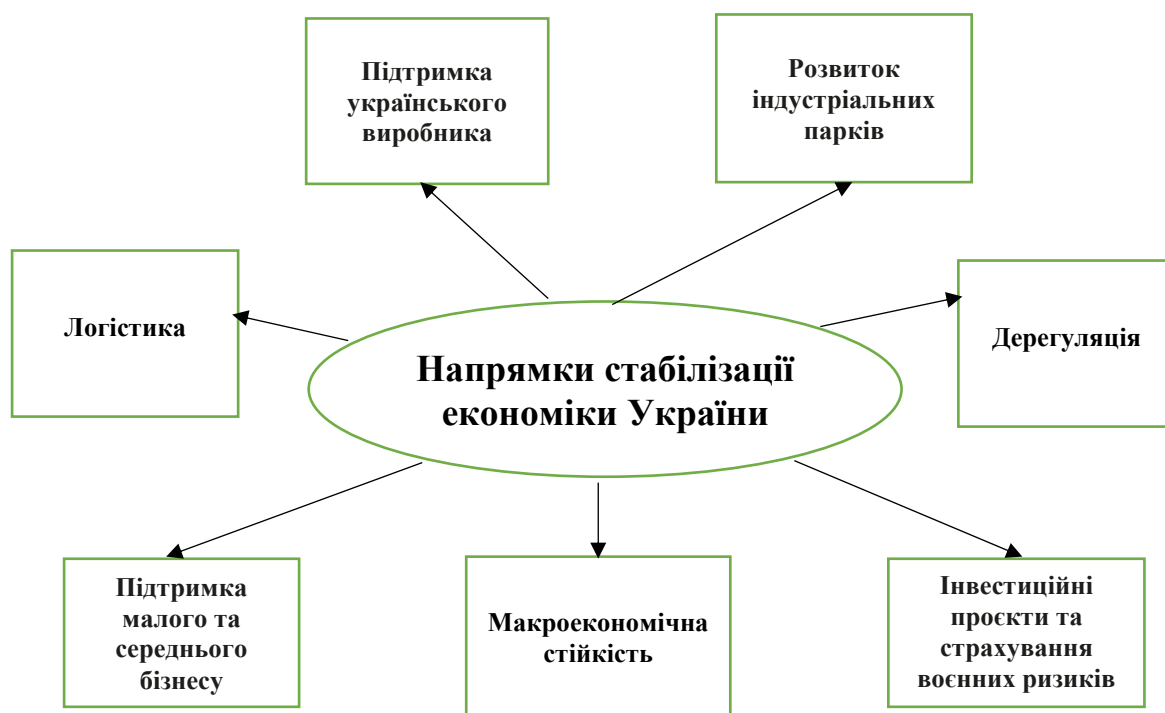 Підтримка
українського
виробника
Розвиток
індустріальних
парків
Логістика
Дерегуляція
Напрямки стабілізації
економіки України
Підтримка
малого та
середнього
бізнесу
Макроекономічна
стійкість
Інвестиційні
проєкти та
страхування
воєнних ризиків